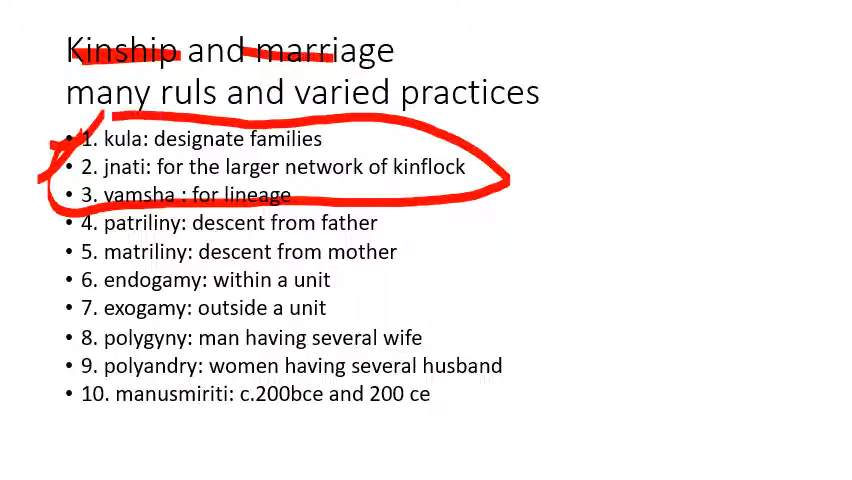 Kinship and marriage
many ruls and varied practices
• 1. kula: designate families
• 2. jnati: for the larger network of kinflock
• 3. vamsha : for lineage
• 4. patriliny: descent from father
• 5. matriliny: descent from mother
• 6. endogamy: within a unit
• 7. exogamy: outside a unit
• 8. polygyny: man having several wife
• 9. polyandry: women having several husband
• 10. manusmiriti: c.200bce and 200 ce